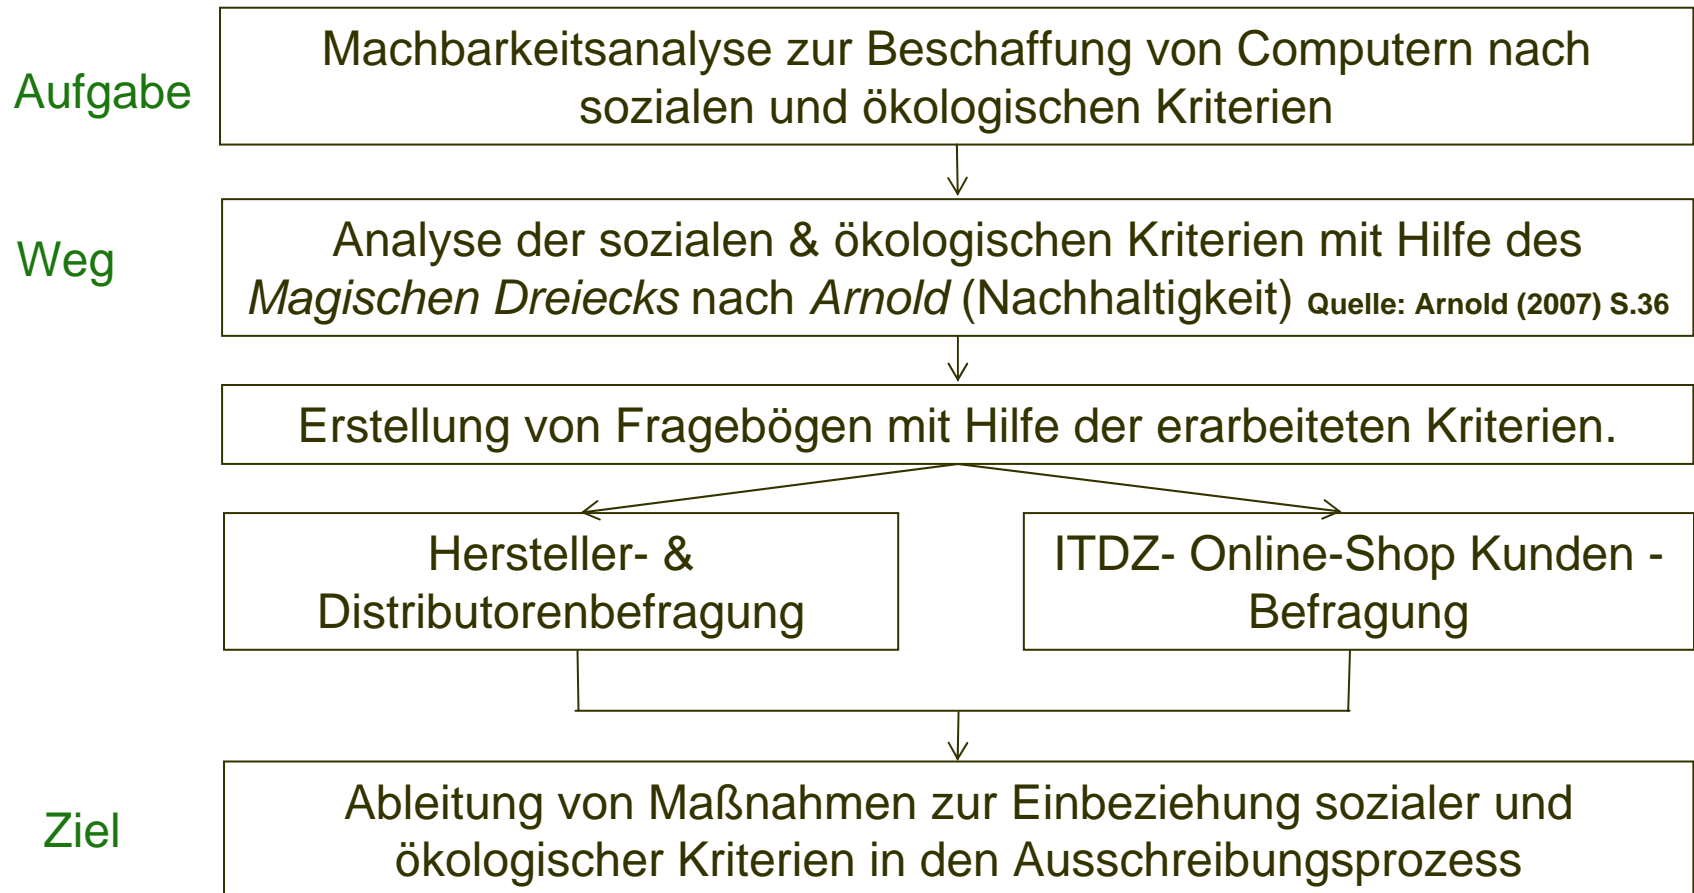 Aufgabe
Machbarkeitsanalyse zur Beschaffung von Computern nach
sozialen und ökologischen Kriterien
Weg
Analyse der sozialen & ökologischen Kriterien mit Hilfe des
Magischen Dreiecks nach Arnold (Nachhaltigkeit) Quelle: Arnold (2007) S.36
Erstellung von Fragebögen mit Hilfe der erarbeiteten Kriterien.
Hersteller- &
Distributorenbefragung
ITDZ- Online-Shop Kunden -
Befragung
Ziel
Ableitung von Maßnahmen zur Einbeziehung sozialer und
ökologischer Kriterien in den Ausschreibungsprozess